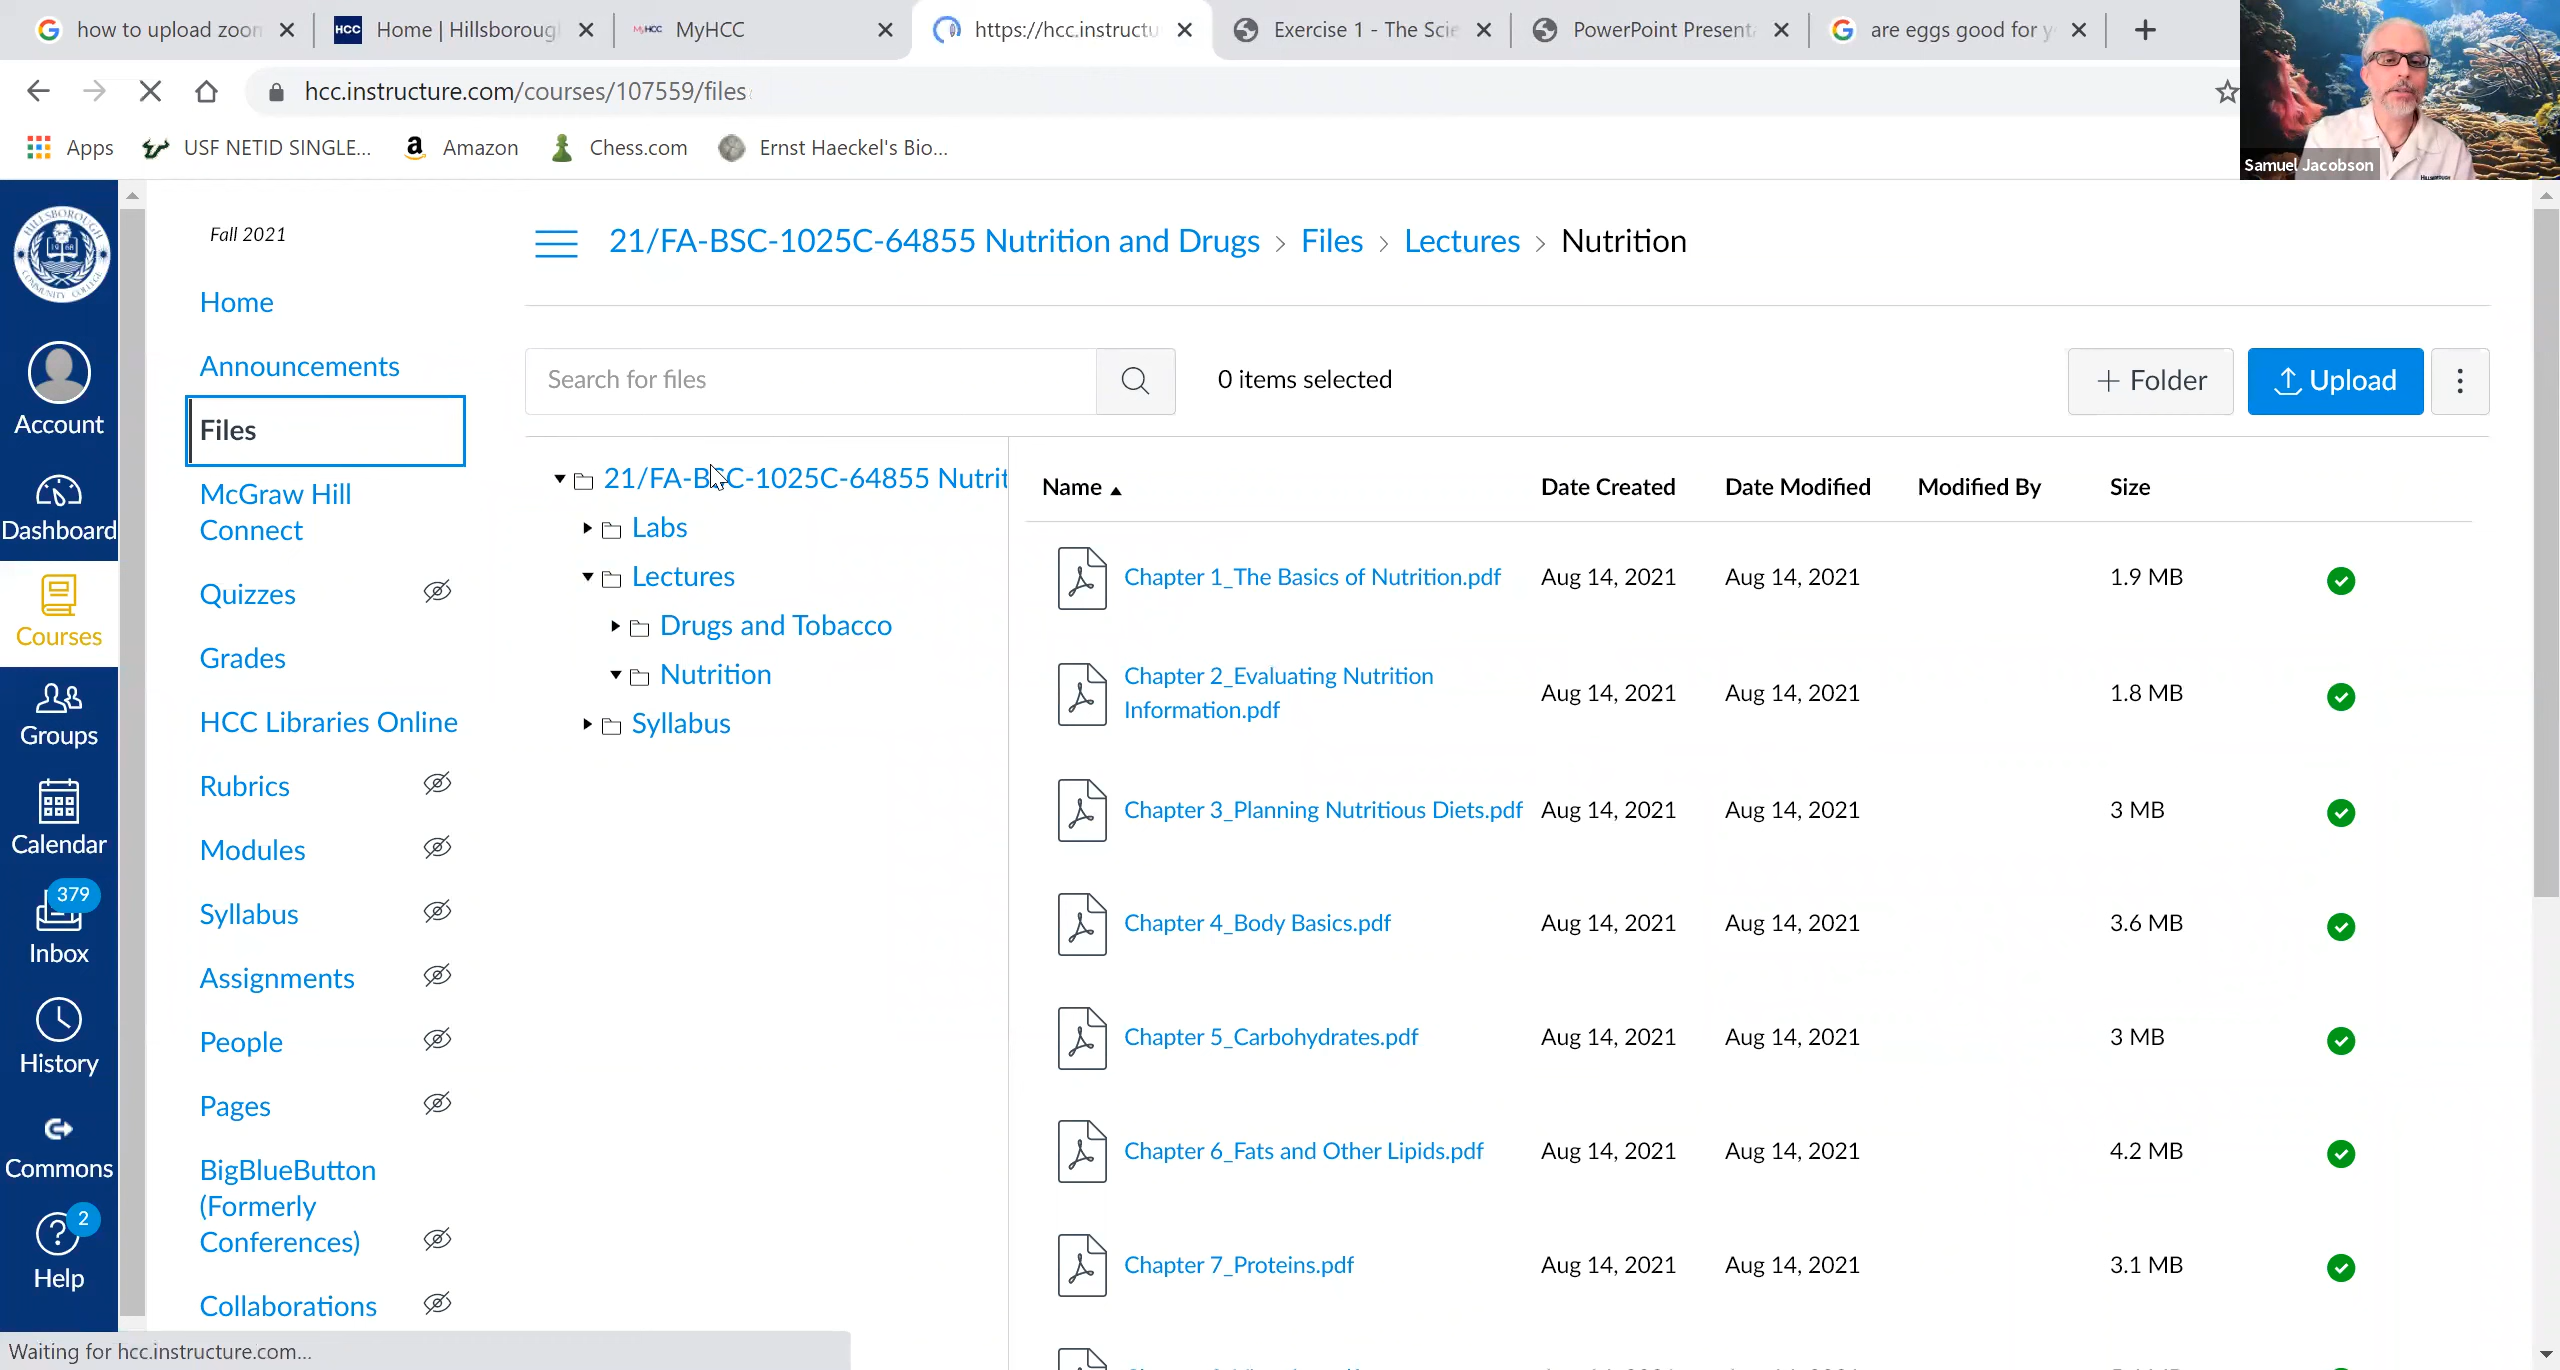 how to upload zoon
Home | Hillsboroug
MyHCC
https://hcc.instructu
Exercise 1 - The Scie
PowerPoint Present
are eggs good for y
hcc.instructure.com/courses/107559/files
Apps
USF NETID SINGLE...
Amazon
Chess.com
Ernst Haeckel's Bio...
Samuel Jacobson
Fall 2021
21/FA-BSC-1025C-64855 Nutrition and Drugs > Files > Lectures > Nutrition
Home
Announcements
Files
McGraw Hill
Connect
Quizzes
Grades
HCC Libraries Online
Rubrics
Modules
Syllabus
Assignments
People
Pages
BigBlueButton
(Formerly
Conferences)
Collaborations
Account
Dashboard
Courses
Groups
Calendar
379
Inbox
History
Commons
2
Help
Search for files
0 items selected
+ Folder
Upload
21/FA-BSC-1025C-64855 Nutrit
Labs
Lectures
Drugs and Tobacco
Nutrition
Syllabus
Name Date Created Date Modified Modified By Size
Chapter 1_The Basics of Nutrition.pdf Aug 14, 2021 Aug 14, 2021 1.9 MB
Chapter 2_Evaluating Nutrition
Information.pdf Aug 14, 2021 Aug 14, 2021 1.8 MB
Chapter 3_Planning Nutritious Diets.pdf Aug 14, 2021 Aug 14, 2021 3 MB
Chapter 4_Body Basics.pdf Aug 14, 2021 Aug 14, 2021 3.6 MB
Chapter 5_Carbohydrates.pdf Aug 14, 2021 Aug 14, 2021 3 MB
Chapter 6_Fats and Other Lipids.pdf Aug 14, 2021 Aug 14, 2021 4.2 MB
Chapter 7_Proteins.pdf Aug 14, 2021 Aug 14, 2021 3.1 MB
Waiting for hcc.instructure.com...